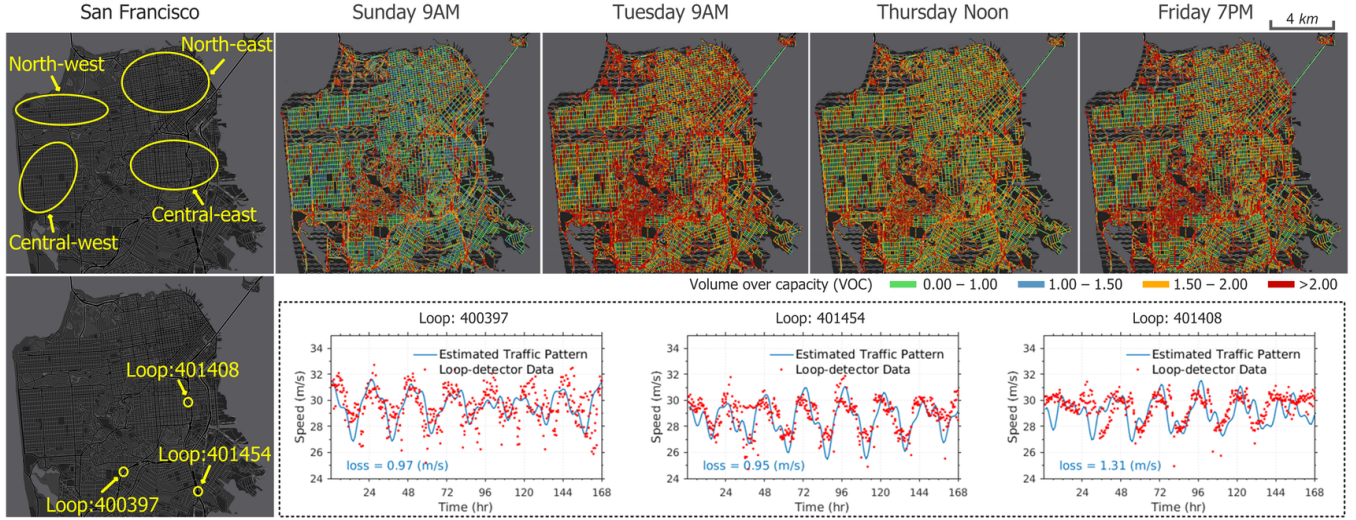 San Francisco
Sunday 9AM
Tuesday 9AM
Thursday Noon
Friday 7PM
4 km
North-east
North-west
Central-east
Central-west
Volume over capacity (VOC)
0.00 – 1.00
1.00 – 1.50
1.50 – 2.00
>2.00
Loop:401408
Loop:401454
Loop:400397
Loop: 400397
34
32
30
28
26
24
Speed (m/s)
Estimated Traffic Pattern
Loop-detector Data
loss = 0.97 (m/s)
24 48 72 96 120 144 168
Time (hr)
Loop: 401454
34
32
30
28
26
24
Speed (m/s)
Estimated Traffic Pattern
Loop-detector Data
loss = 0.95 (m/s)
24 48 72 96 120 144 168
Time (hr)
Loop: 401408
34
32
30
28
26
24
Speed (m/s)
Estimated Traffic Pattern
Loop-detector Data
loss = 1.31 (m/s)
24 48 72 96 120 144 168
Time (hr)